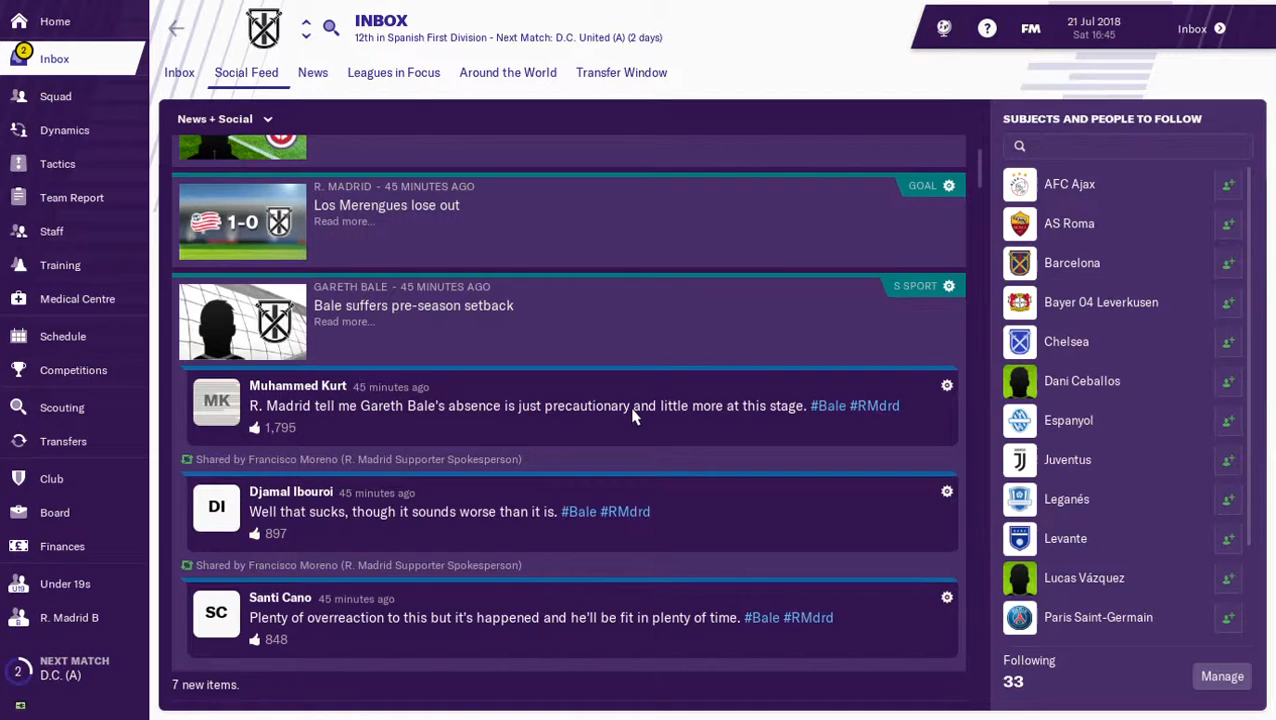 Home
2
Inbox
Squad
Dynamics
Tactics
Team Report
Staff
Training
Medical Centre
Schedule
Competitions
Scouting
Transfers
Club
Board
Finances
U19
Under 19s
B
R. Madrid B
2
NEXT MATCH
D.C. (A)
INBOX
12th in Spanish First Division - Next Match: D.C. United (A) (2 days)
?
FM
21 Jul 2018
Sat 16:45
Inbox
Inbox
Social Feed
News
Leagues in Focus
Around the World
Transfer Window
News + Social
R. MADRID - 45 MINUTES AGO
GOAL
Los Merengues lose out
Read more...
1-0
GARETH BALE - 45 MINUTES AGO
S SPORT
Bale suffers pre-season setback
Read more...
MK
Muhammed Kurt 45 minutes ago
R. Madrid tell me Gareth Bale's absence is just precautionary and little more at this stage. #Bale #RMdrd
1,795
Shared by Francisco Moreno (R. Madrid Supporter Spokesperson)
DI
Djamal Ibouroi 45 minutes ago
Well that sucks, though it sounds worse than it is. #Bale #RMdrd
897
Shared by Francisco Moreno (R. Madrid Supporter Spokesperson)
SC
Santi Cano 45 minutes ago
Plenty of overreaction to this but it's happened and he'll be fit in plenty of time. #Bale #RMdrd
848
7 new items.
SUBJECTS AND PEOPLE TO FOLLOW
AFC Ajax
AS Roma
Barcelona
Bayer 04 Leverkusen
Chelsea
Dani Ceballos
Espanyol
Juventus
Leganés
Levante
Lucas Vázquez
Paris Saint-Germain
Following
33
Manage